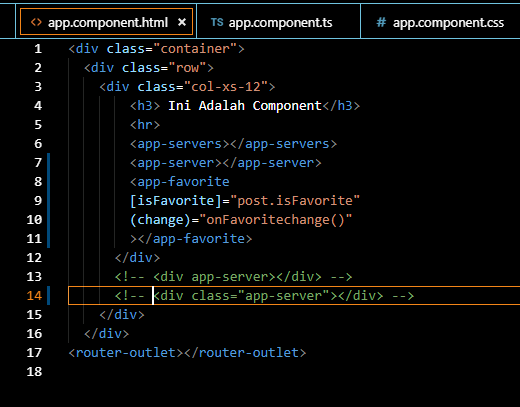 <> app.component.html × TS app.component.ts # app.component.css
1 <div class="container">
2 <div class="row">
3 <div class="col-xs-12">
4 <h3> Ini Adalah Component</h3>
5 <hr>
6 <app-servers></app-servers>
7 <app-server></app-server>
8 <app-favorite
9 [isFavorite]="post.isFavorite"
10 (change)="onFavoritechange()"
11 ></app-favorite>
12 </div>
13 <!-- <div app-server></div> -->
14 <!-- <div class="app-server"></div> -->
15 </div>
16 </div>
17 <router-outlet></router-outlet>
18